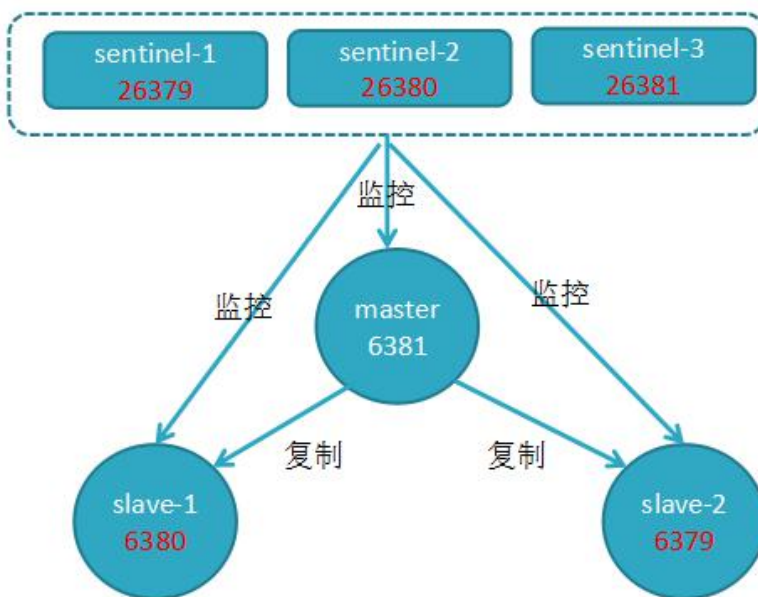 sentinel-1
26379
sentinel-2
26380
sentinel-3
26381
监控
监控
监控
master
6381
复制
复制
slave-1
6380
slave-2
6379